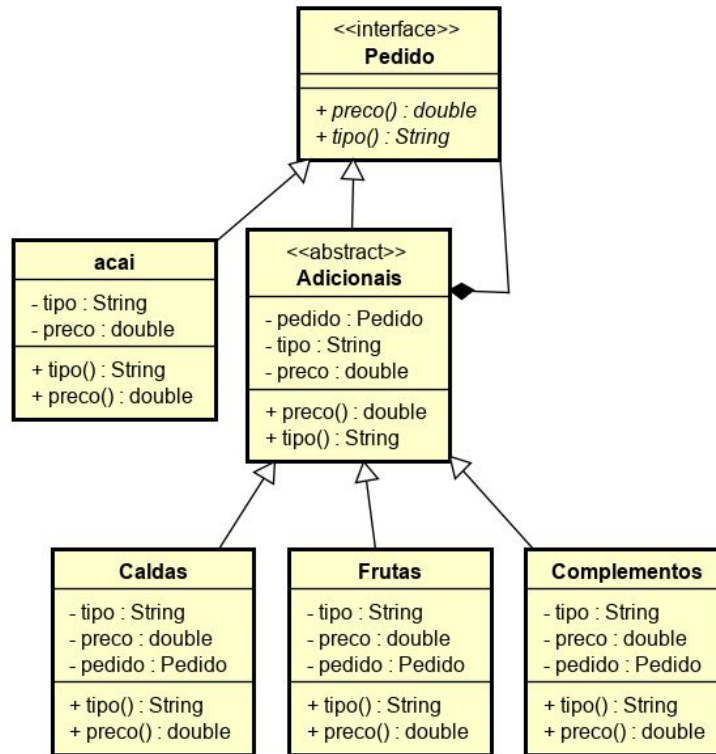 <<interface>>
Pedido
+ preco() : double
+ tipo() : String
acai
- tipo : String
- preco : double
+ tipo() : String
+ preco() : double
<<abstract>>
Adicionais
- pedido : Pedido
- tipo : String
- preco : double
+ preco() : double
+ tipo() : String
Caldas
- tipo : String
- preco : double
- pedido : Pedido
+ tipo() : String
+ preco() : double
Frutas
- tipo : String
- preco : double
- pedido : Pedido
+ tipo() : String
+ preco() : double
Complementos
- tipo : String
- preco : double
- pedido : Pedido
+ tipo() : String
+ preco() : double